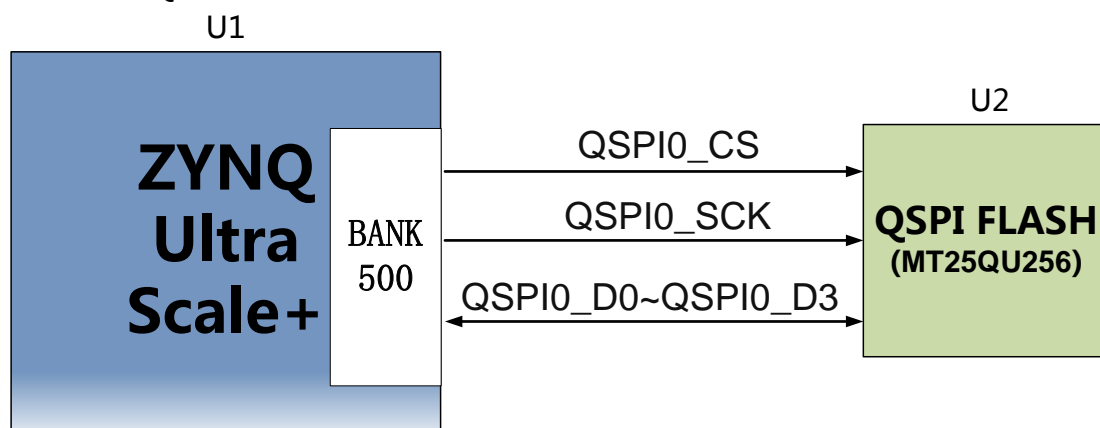 U1
ZYNQ
Ultra
Scale+
BANK
500
QSPI0_CS
QSPI0_SCK
QSPI0_D0~QSPI0_D3
U2
QSPI FLASH
(MT25QU256)